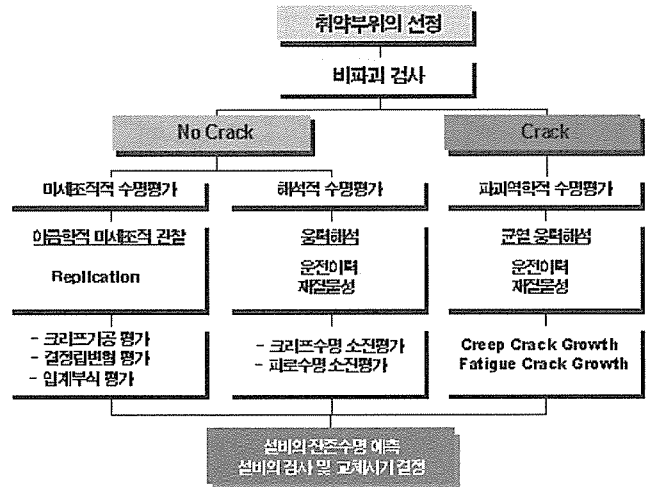 취약부위의 선정
비파괴 검사
No Crack
Crack
미세조직적 수명평가
해석적 수명평가
파괴역학적 수명평가
야금학적 미세조직 관찰
Replication
응력해석
운전이력
재질물성
균열 응력해석
운전이력
재질물성
- 크리프기공 평가
- 결정립변형 평가
- 입계부식 평가
- 크리프수명 소진평가
- 피로수명 소진평가
Creep Crack Growth
Fatigue Crack Growth
설비의 잔존수명 예측
설비의 검사 및 교체시기 결정